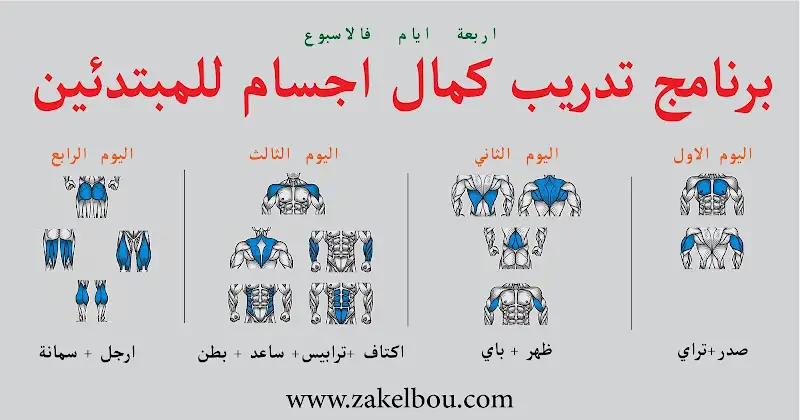 اربعة ايام فالاسبوع
برنامج تدريب كمال اجسام للمبتدئين
اليوم الاول
اليوم الثاني
اليوم الثالث
اليوم الرابع
صدر+تراي
ظهر + باي
اكتاف +ترابيس+ ساعد + بطن
ارجل + سمانة
www.zakelbou.com